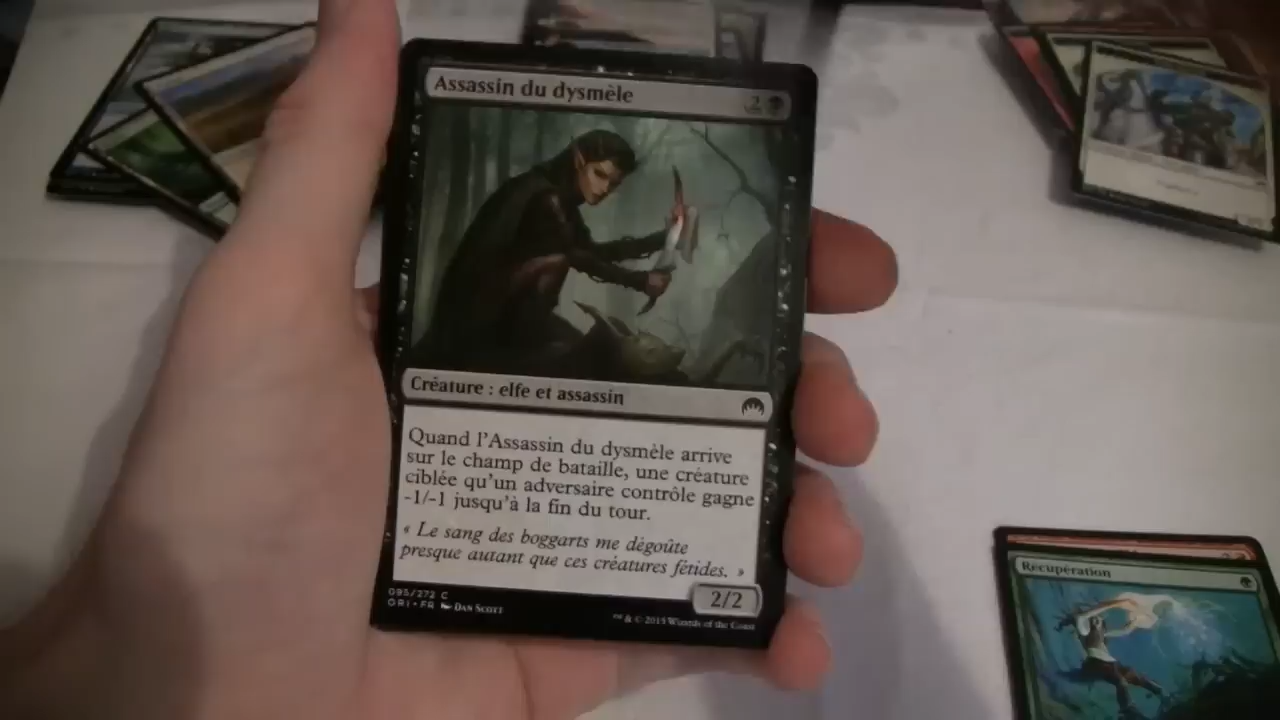 Assassin du dysmèle
2
Créature : elfe et assassin
Quand l'Assassin du dysmèle arrive
sur le champ de bataille, une créature
ciblée qu'un adversaire contrôle gagne
-1/-1 jusqu'à la fin du tour.
« Le sang des boggarts me dégoûte
presque autant que ces créatures fétides. »
2/2
095/272 C
ORI • FR Dan Scott
™ & © 2015 Wizards of the Coast
Récupération